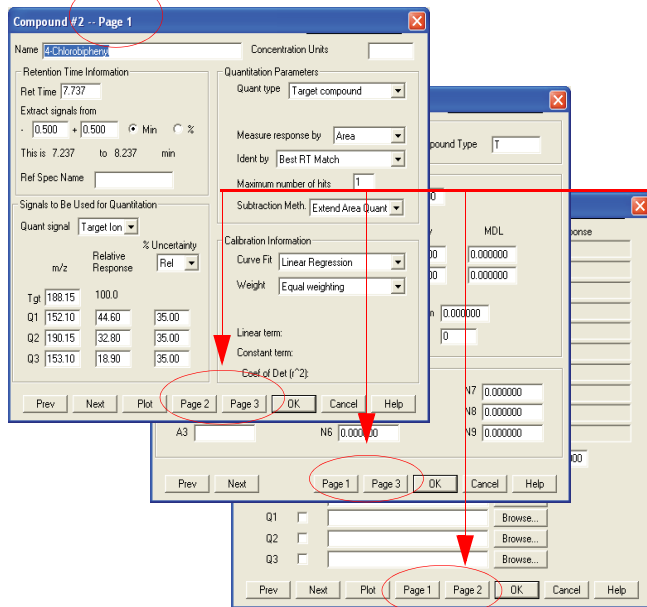 Compound #2 -- Page 1
Name 4-Chlorobiphenyl Concentration Units
Retention Time Information
Ret Time 7.737
Extract signals from
- 0.500 + 0.500 Min %
This is 7.237 to 8.237 min
Ref Spec Name
Signals to Be Used for Quantitation
Quant signal Target Ion
% Uncertainty
Relative
m/z Response Rel
Tgt 188.15 100.0
Q1 152.10 44.60 35.00
Q2 190.15 32.80 35.00
Q3 153.10 18.90 35.00
Quantitation Parameters
Quant type Target compound
Measure response by Area
Ident by Best RT Match
Maximum number of hits 1
Subtraction Meth. Extend Area Quant
Calibration Information
Curve Fit Linear Regression
Weight Equal weighting
Linear term:
Constant term:
Coef of Det (r^2):
Prev Next Plot Page 2 Page 3 OK Cancel Help
Type T
MDL
0.000000
0.000000
0.000000
0
N7 0.000000
N8 0.000000
A3 N6 0.000000 N9 0.000000
Prev Next Page 1 Page 3 OK Cancel Help
Q1 Browse...
Q2 Browse...
Q3 Browse...
Prev Next Plot Page 1 Page 2 OK Cancel Help